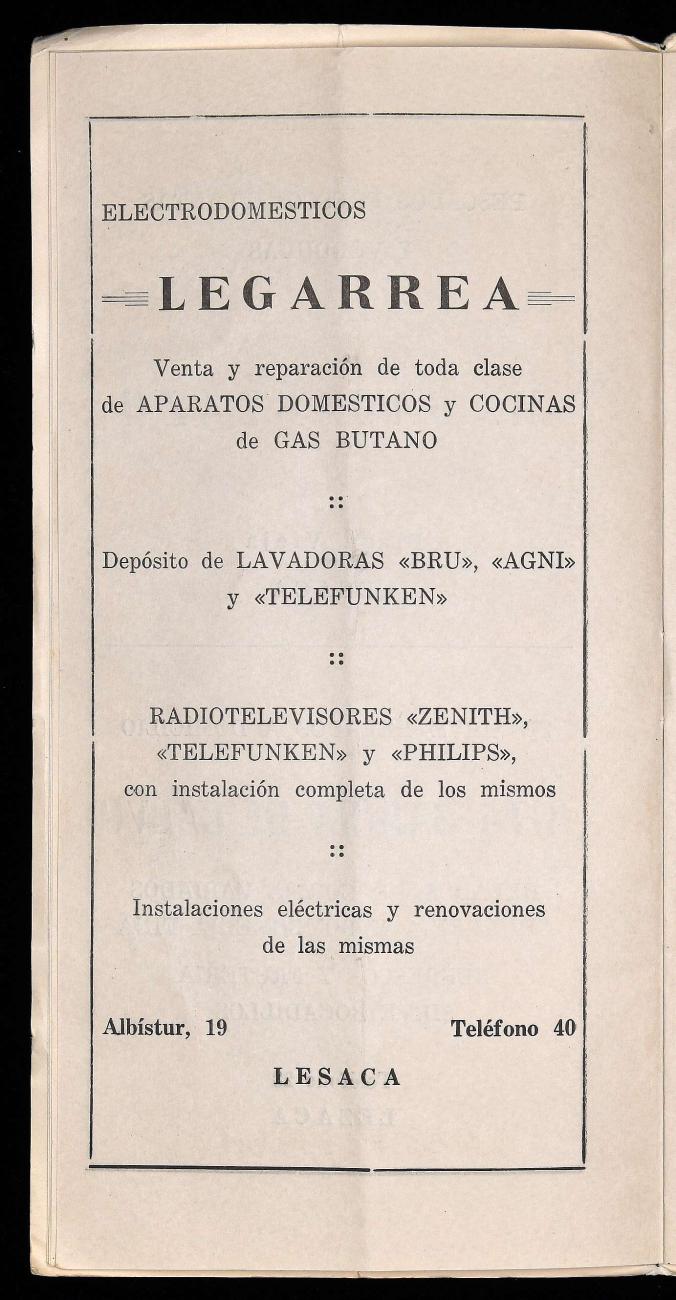 ELECTRODOMESTICOS
LEGARREA
Venta y reparación de toda clase
de APARATOS DOMESTICOS y COCINAS
de GAS BUTANO
::
Depósito de LAVADORAS «BRU», «AGNI»
y «TELEFUNKEN»
::
RADIOTELEVISORES «ZENITH»,
«TELEFUNKEN» y «PHILIPS»,
con instalación completa de los mismos
::
Instalaciones eléctricas y renovaciones
de las mismas
Albístur, 19 Teléfono 40
LESACA